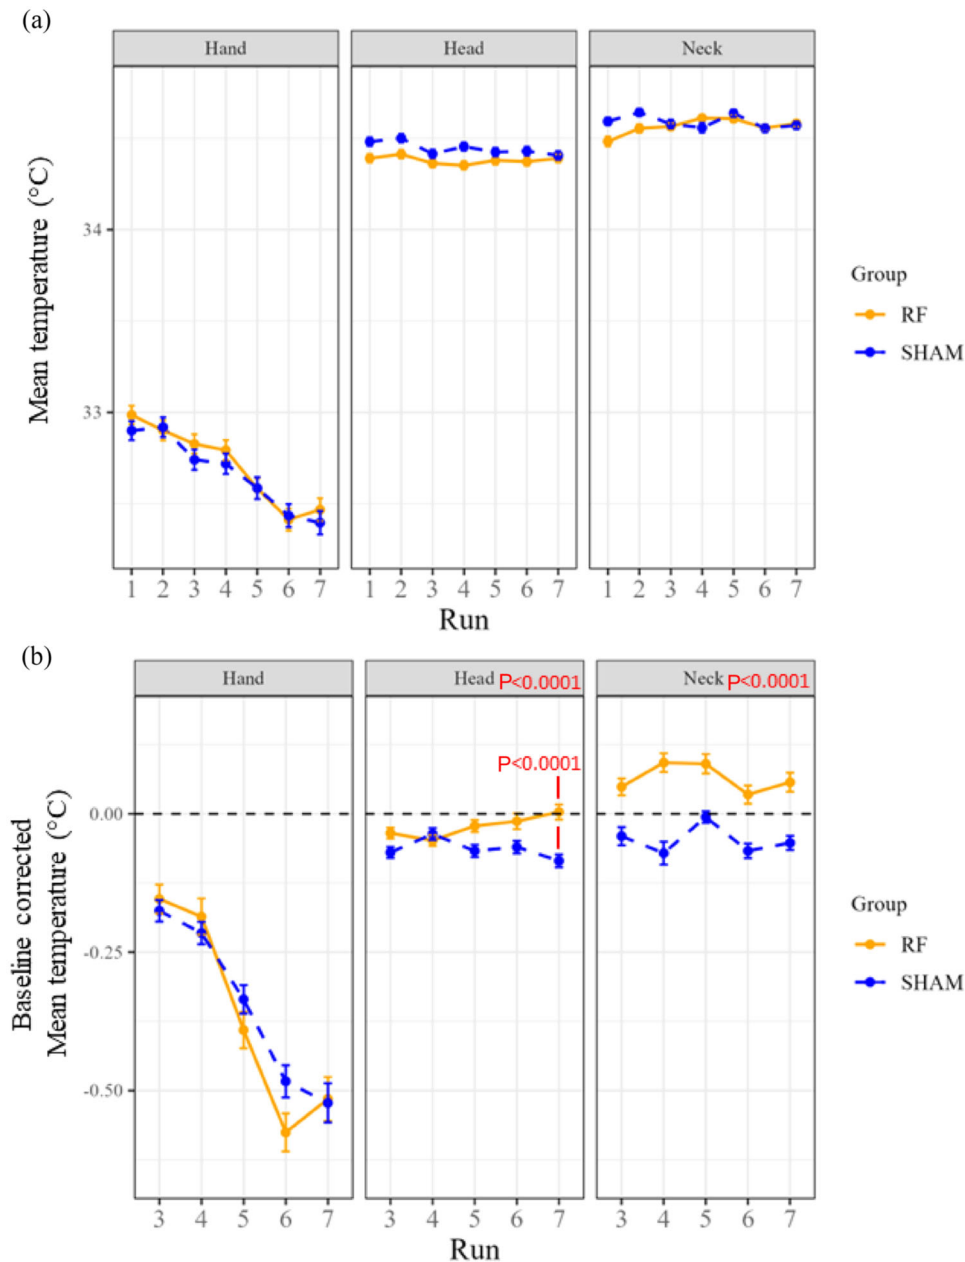 (a)
Hand Head Neck
Mean temperature (°C)
34
33
1 2 3 4 5 6 7 1 2 3 4 5 6 7 1 2 3 4 5 6 7
Run
Group
RF
SHAM
(b)
Hand Head P<0.0001 Neck P<0.0001
P<0.0001
Baseline corrected
Mean temperature (°C)
0.00
-0.25
-0.50
3 4 5 6 7 3 4 5 6 7 3 4 5 6 7
Run
Group
RF
SHAM